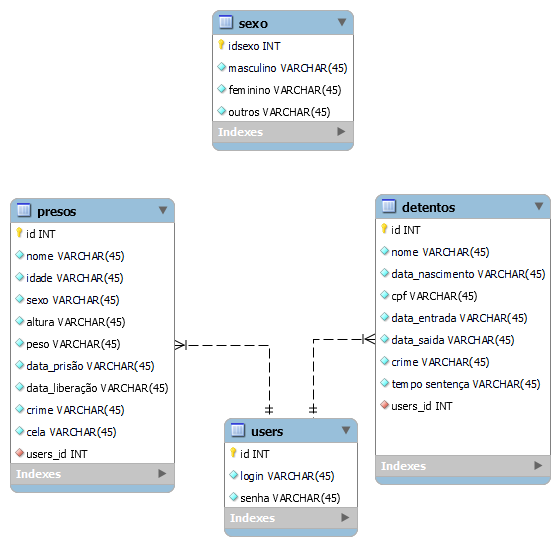 sexo
idsexo INT
masculino VARCHAR(45)
feminino VARCHAR(45)
outros VARCHAR(45)
Indexes
presos
id INT
nome VARCHAR(45)
idade VARCHAR(45)
sexo VARCHAR(45)
altura VARCHAR(45)
peso VARCHAR(45)
data_prisão VARCHAR(45)
data_liberação VARCHAR(45)
crime VARCHAR(45)
cela VARCHAR(45)
users_id INT
Indexes
detentos
id INT
nome VARCHAR(45)
data_nascimento VARCHAR(45)
cpf VARCHAR(45)
data_entrada VARCHAR(45)
data_saida VARCHAR(45)
crime VARCHAR(45)
tempo sentença VARCHAR(45)
users_id INT
Indexes
users
id INT
login VARCHAR(45)
senha VARCHAR(45)
Indexes